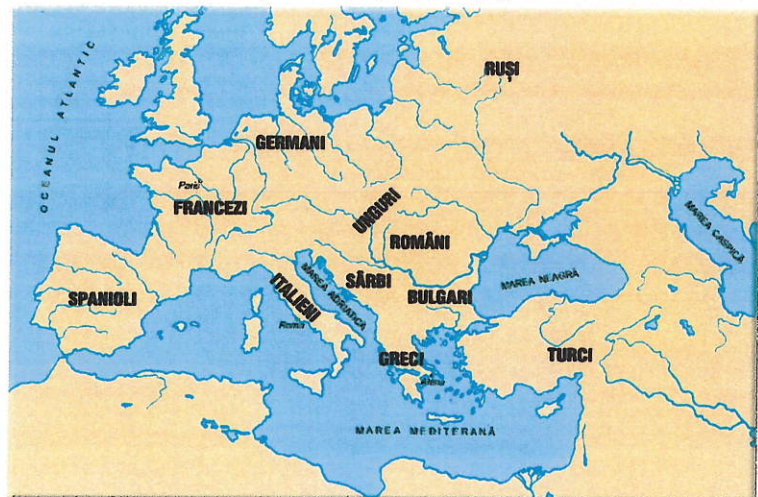 OCEANUL ATLANTIC
RUȘI
GERMANI
Paris
FRANCEZI
UNGURI
ROMÂNI
MAREA CASPICĂ
MAREA NEAGRĂ
SPANIOLI
ITALIENI
Roma
MAREA ADRIATICA
SÂRBI
BULGARI
GRECI
Atena
TURCI
MAREA MEDITERANĂ